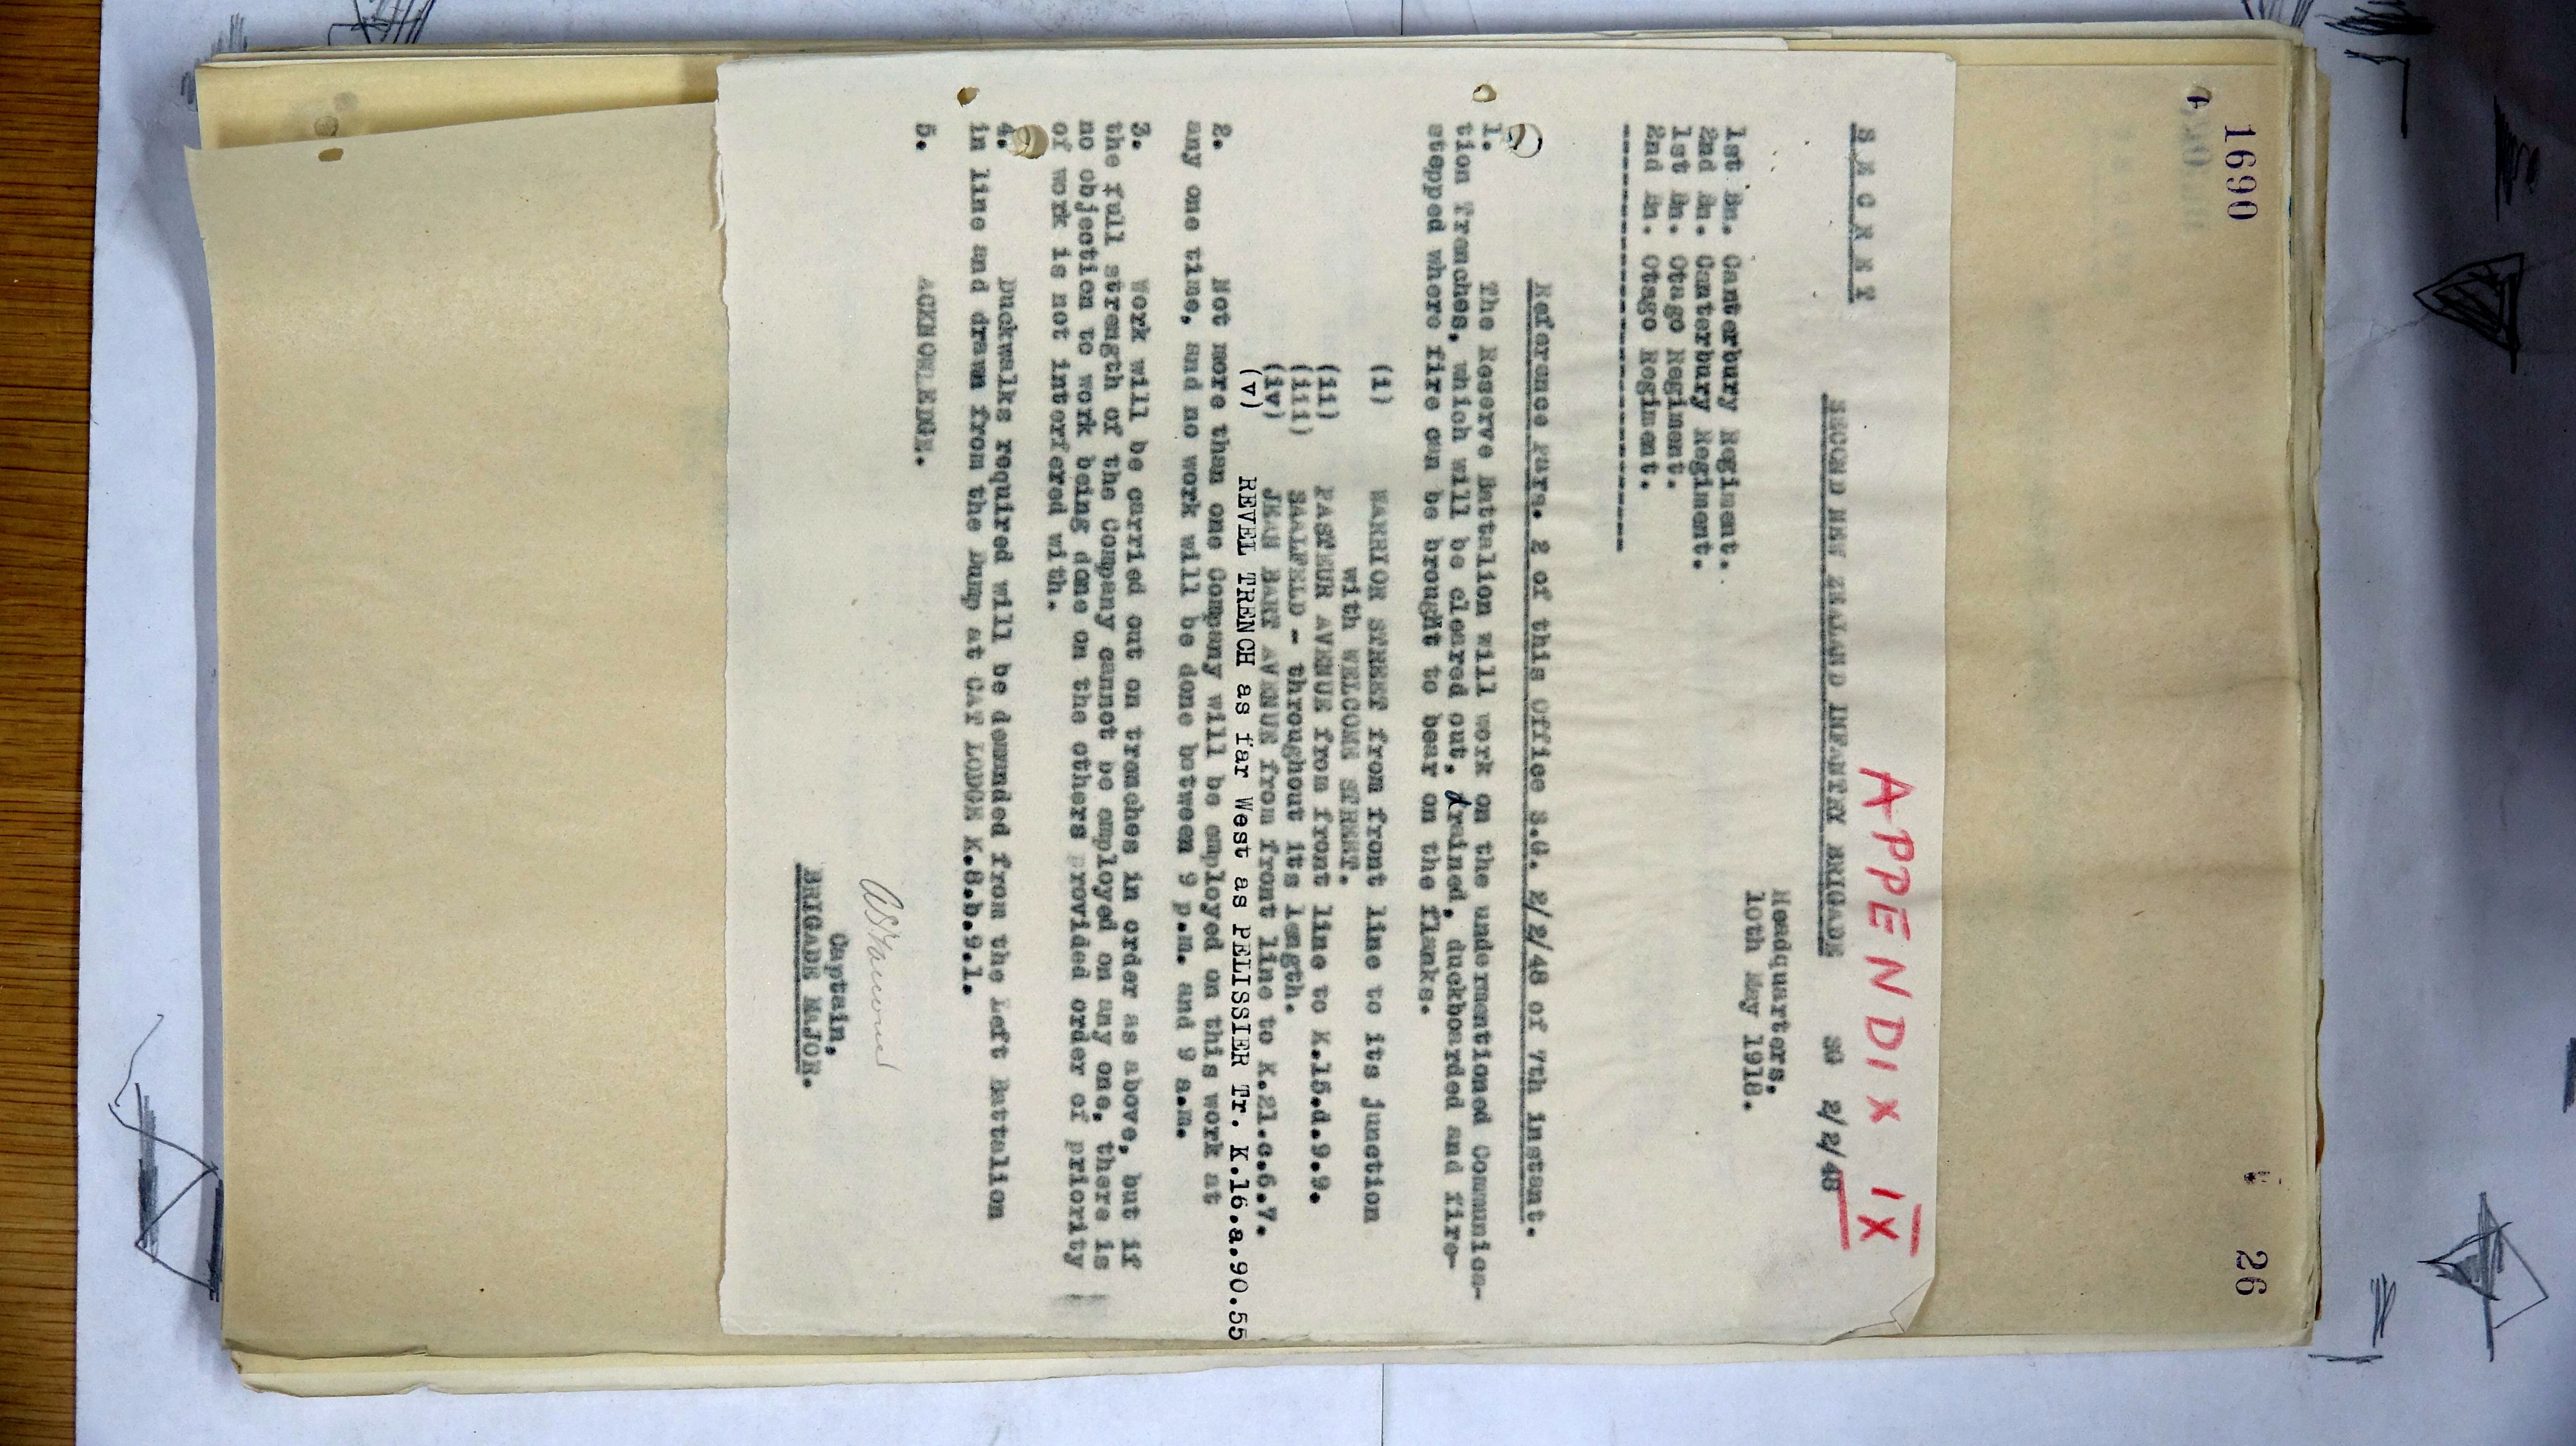 1690
26
APPENDIX IX
S E C R E T
SECOND NEW ZEALAND INFANTRY BRIGADE SG 2/2/48
Headquarters,
10th May 1918.
1st Bn. Canterbury Regiment.
2nd Bn. Canterbury Regiment.
1st Bn. Otago Regiment.
2nd Bn. Otago Regiment.
Reference Para. 2 of this Office S.G. 2/2/48 of 7th instant.
1. The Reserve Battalion will work on the undermentioned Communica-
tion Trenches, which will be cleared out, drained, duckboarded and fire-
stepped where fire can be brought to bear on the flanks.
(i) WARRIOR STREET from front line to its junction
with WELCOME STREET.
(ii) PASTEUR AVENUE from front line to K.15.d.9.9.
(iii) SAALFELD - throughout its length.
(iv) JEAN BART AVENUE from front line to K.21.c.6.7.
(v) REVEL TRENCH as far West as PELISSIER Tr. K.16.a.90.55
2. Not more than one Company will be employed on this work at
any one time, and no work will be done between 9 p.m. and 9 a.m.
3. Work will be carried out on trenches in order as above, but if
the full strength of the Company cannot be employed on any one, there is
no objection to work being done on the others provided order of priority
of work is not interfered with.
4. Duckwalks required will be demanded from the Left Battalion
in line and drawn from the Dump at CAT LODGE K.8.b.9.1.
5. ACKNOWLEDGE.
Captain,
BRIGADE MAJOR.